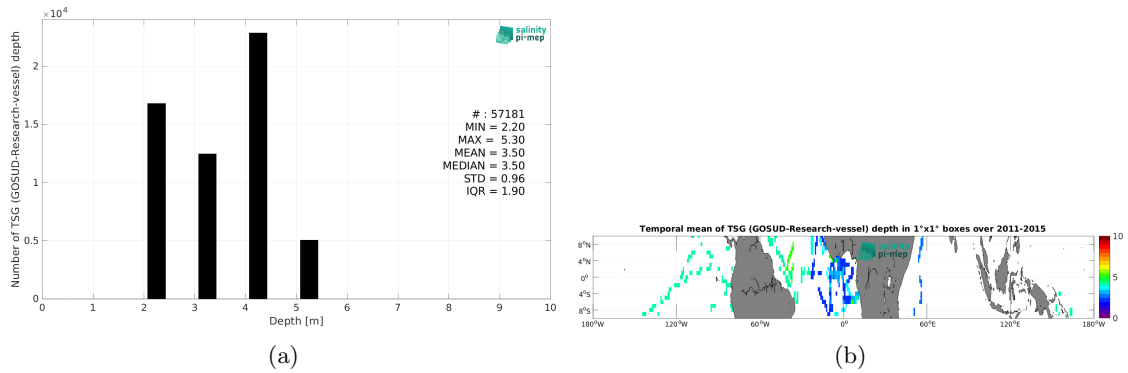 ×10⁴
salinity
pi-mep
Number of TSG (GOSUD-Research-vessel) depth
2
1.5
1
0.5
0
# : 57181
MIN = 2.20
MAX = 5.30
MEAN = 3.50
MEDIAN = 3.50
STD = 0.96
IQR = 1.90
0 1 2 3 4 5 6 7 8 9 10
Depth [m]
(a)
Temporal mean of TSG (GOSUD-Research-vessel) depth in 1°x1° boxes over 2011-2015
salinity
pi-mep
8°N
4°N
0°
4°S
8°S
180°W 120°W 60°W 0° 60°E 120°E 180°W
10
5
0
(b)